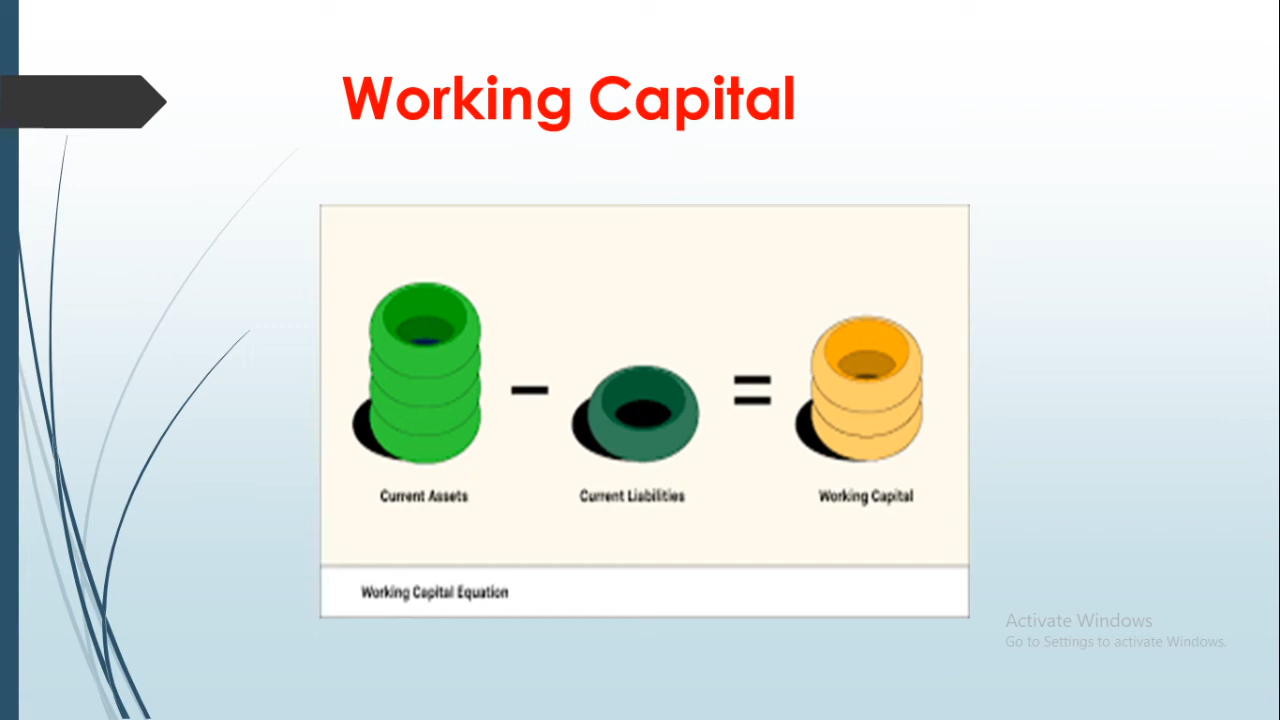 Working Capital
Current Assets
Current Liabilities
Working Capital
Working Capital Equation
Activate Windows
Go to Settings to activate Windows.